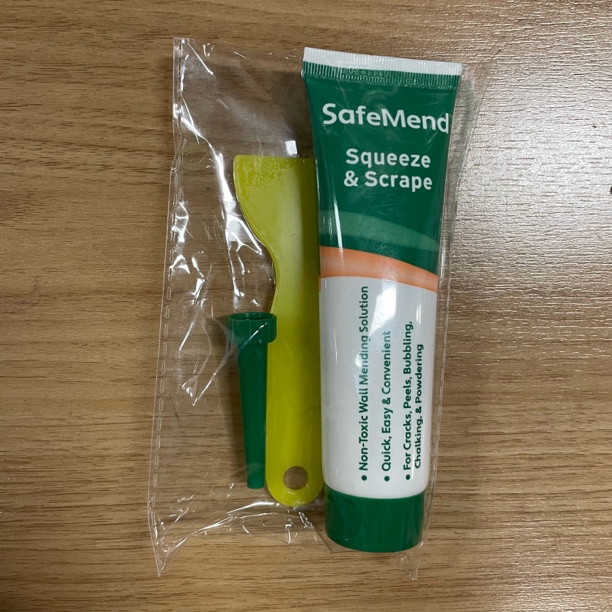 SafeMend
Squeeze
& Scrape
• Non-Toxic Wall Mending Solution
• Quick, Easy & Convenient
• For Cracks, Peels, Bubbling,
Chalking, & Powdering